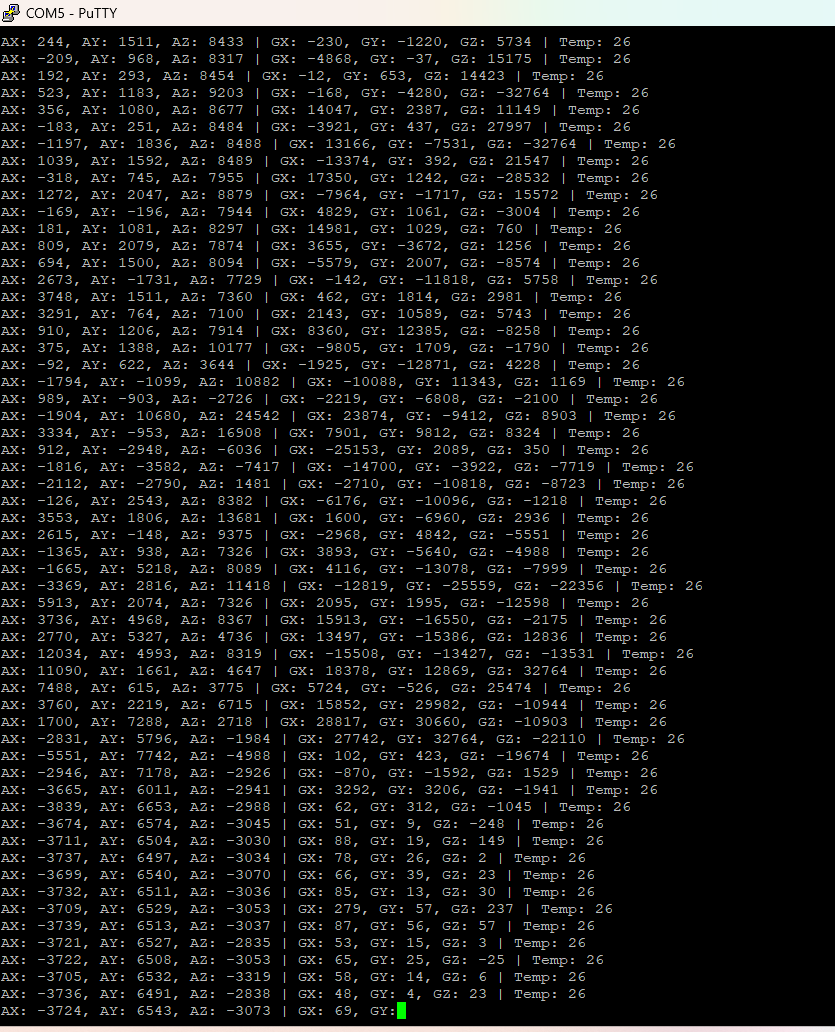 COM5 - PuTTY
AX: 244, AY: 1511, AZ: 8433 | GX: -230, GY: -1220, GZ: 5734 | Temp: 26
AX: -209, AY: 968, AZ: 8317 | GX: -4868, GY: -37, GZ: 15175 | Temp: 26
AX: 192, AY: 293, AZ: 8454 | GX: -12, GY: 653, GZ: 14423 | Temp: 26
AX: 523, AY: 1183, AZ: 9203 | GX: -168, GY: -4280, GZ: -32764 | Temp: 26
AX: 356, AY: 1080, AZ: 8677 | GX: 14047, GY: 2387, GZ: 11149 | Temp: 26
AX: -183, AY: 251, AZ: 8484 | GX: -3921, GY: 437, GZ: 27997 | Temp: 26
AX: -1197, AY: 1836, AZ: 8488 | GX: 13166, GY: -7531, GZ: -32764 | Temp: 26
AX: 1039, AY: 1592, AZ: 8489 | GX: -13374, GY: 392, GZ: 21547 | Temp: 26
AX: -318, AY: 745, AZ: 7955 | GX: 17350, GY: 1242, GZ: -28532 | Temp: 26
AX: 1272, AY: 2047, AZ: 8879 | GX: -7964, GY: -1717, GZ: 15572 | Temp: 26
AX: -169, AY: -196, AZ: 7944 | GX: 4829, GY: 1061, GZ: -3004 | Temp: 26
AX: 181, AY: 1081, AZ: 8297 | GX: 14981, GY: 1029, GZ: 760 | Temp: 26
AX: 809, AY: 2079, AZ: 7874 | GX: 3655, GY: -3672, GZ: 1256 | Temp: 26
AX: 694, AY: 1500, AZ: 8094 | GX: -5579, GY: 2007, GZ: -8574 | Temp: 26
AX: 2673, AY: -1731, AZ: 7729 | GX: -142, GY: -11818, GZ: 5758 | Temp: 26
AX: 3748, AY: 1511, AZ: 7360 | GX: 462, GY: 1814, GZ: 2981 | Temp: 26
AX: 3291, AY: 764, AZ: 7100 | GX: 2143, GY: 10589, GZ: 5743 | Temp: 26
AX: 910, AY: 1206, AZ: 7914 | GX: 8360, GY: 12385, GZ: -8258 | Temp: 26
AX: 375, AY: 1388, AZ: 10177 | GX: -9805, GY: 1709, GZ: -1790 | Temp: 26
AX: -92, AY: 622, AZ: 3644 | GX: -1925, GY: -12871, GZ: 4228 | Temp: 26
AX: -1794, AY: -1099, AZ: 10882 | GX: -10088, GY: 11343, GZ: 1169 | Temp: 26
AX: 989, AY: -903, AZ: -2726 | GX: -2219, GY: -6808, GZ: -2100 | Temp: 26
AX: -1904, AY: 10680, AZ: 24542 | GX: 23874, GY: -9412, GZ: 8903 | Temp: 26
AX: 3334, AY: -953, AZ: 16908 | GX: 7901, GY: 9812, GZ: 8324 | Temp: 26
AX: 912, AY: -2948, AZ: -6036 | GX: -25153, GY: 2089, GZ: 350 | Temp: 26
AX: -1816, AY: -3582, AZ: -7417 | GX: -14700, GY: -3922, GZ: -7719 | Temp: 26
AX: -2112, AY: -2790, AZ: 1481 | GX: -2710, GY: -10818, GZ: -8723 | Temp: 26
AX: -126, AY: 2543, AZ: 8382 | GX: -6176, GY: -10096, GZ: -1218 | Temp: 26
AX: 3553, AY: 1806, AZ: 13681 | GX: 1600, GY: -6960, GZ: 2936 | Temp: 26
AX: 2615, AY: -148, AZ: 9375 | GX: -2968, GY: 4842, GZ: -5551 | Temp: 26
AX: -1365, AY: 938, AZ: 7326 | GX: 3893, GY: -5640, GZ: -4988 | Temp: 26
AX: -1665, AY: 5218, AZ: 8089 | GX: 4116, GY: -13078, GZ: -7999 | Temp: 26
AX: -3369, AY: 2816, AZ: 11418 | GX: -12819, GY: -25559, GZ: -22356 | Temp: 26
AX: 5913, AY: 2074, AZ: 7326 | GX: 2095, GY: 1995, GZ: -12598 | Temp: 26
AX: 3736, AY: 4968, AZ: 8367 | GX: 15913, GY: -16550, GZ: -2175 | Temp: 26
AX: 2770, AY: 5327, AZ: 4736 | GX: 13497, GY: -15386, GZ: 12836 | Temp: 26
AX: 12034, AY: 4993, AZ: 8319 | GX: -15508, GY: -13427, GZ: -13531 | Temp: 26
AX: 11090, AY: 1661, AZ: 4647 | GX: 18378, GY: 12869, GZ: 32764 | Temp: 26
AX: 7488, AY: 615, AZ: 3775 | GX: 5724, GY: -526, GZ: 25474 | Temp: 26
AX: 3760, AY: 2219, AZ: 6715 | GX: 15852, GY: 29982, GZ: -10944 | Temp: 26
AX: 1700, AY: 7288, AZ: 2718 | GX: 28817, GY: 30660, GZ: -10903 | Temp: 26
AX: -2831, AY: 5796, AZ: -1984 | GX: 27742, GY: 32764, GZ: -22110 | Temp: 26
AX: -5551, AY: 7742, AZ: -4988 | GX: 102, GY: 423, GZ: -19674 | Temp: 26
AX: -2946, AY: 7178, AZ: -2926 | GX: -870, GY: -1592, GZ: 1529 | Temp: 26
AX: -3665, AY: 6011, AZ: -2941 | GX: 3292, GY: 3206, GZ: -1941 | Temp: 26
AX: -3839, AY: 6653, AZ: -2988 | GX: 62, GY: 312, GZ: -1045 | Temp: 26
AX: -3674, AY: 6574, AZ: -3045 | GX: 51, GY: 9, GZ: -248 | Temp: 26
AX: -3711, AY: 6504, AZ: -3030 | GX: 88, GY: 19, GZ: 149 | Temp: 26
AX: -3737, AY: 6497, AZ: -3034 | GX: 78, GY: 26, GZ: 2 | Temp: 26
AX: -3699, AY: 6540, AZ: -3070 | GX: 66, GY: 39, GZ: 23 | Temp: 26
AX: -3732, AY: 6511, AZ: -3036 | GX: 85, GY: 13, GZ: 30 | Temp: 26
AX: -3709, AY: 6529, AZ: -3053 | GX: 279, GY: 57, GZ: 237 | Temp: 26
AX: -3739, AY: 6513, AZ: -3037 | GX: 87, GY: 56, GZ: 57 | Temp: 26
AX: -3721, AY: 6527, AZ: -2835 | GX: 53, GY: 15, GZ: 3 | Temp: 26
AX: -3722, AY: 6508, AZ: -3053 | GX: 65, GY: 25, GZ: -25 | Temp: 26
AX: -3705, AY: 6532, AZ: -3319 | GX: 58, GY: 14, GZ: 6 | Temp: 26
AX: -3736, AY: 6491, AZ: -2838 | GX: 48, GY: 4, GZ: 23 | Temp: 26
AX: -3724, AY: 6543, AZ: -3073 | GX: 69, GY: